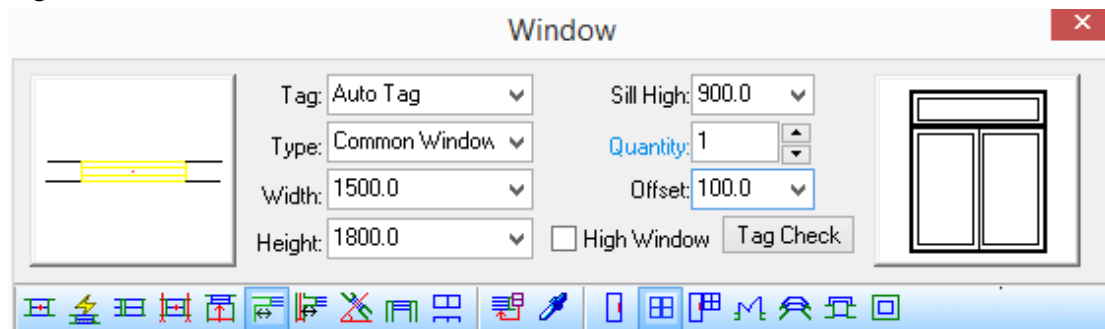 Window
Tag: Auto Tag
Sill High: 900.0
Type: Common Window
Quantity: 1
Width: 1500.0
Offset: 100.0
Height: 1800.0
High Window
Tag Check